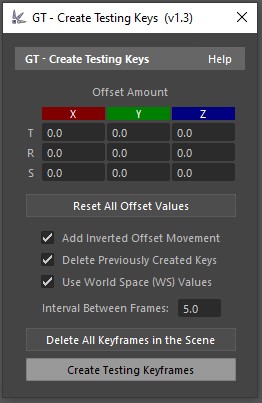 GT - Create Testing Keys (v1.3)
GT - Create Testing Keys Help
Offset Amount
X Y Z
T 0.0 0.0 0.0
R 0.0 0.0 0.0
S 0.0 0.0 0.0
Reset All Offset Values
Add Inverted Offset Movement
Delete Previously Created Keys
Use World Space (WS) Values
Interval Between Frames: 5.0
Delete All Keyframes in the Scene
Create Testing Keyframes